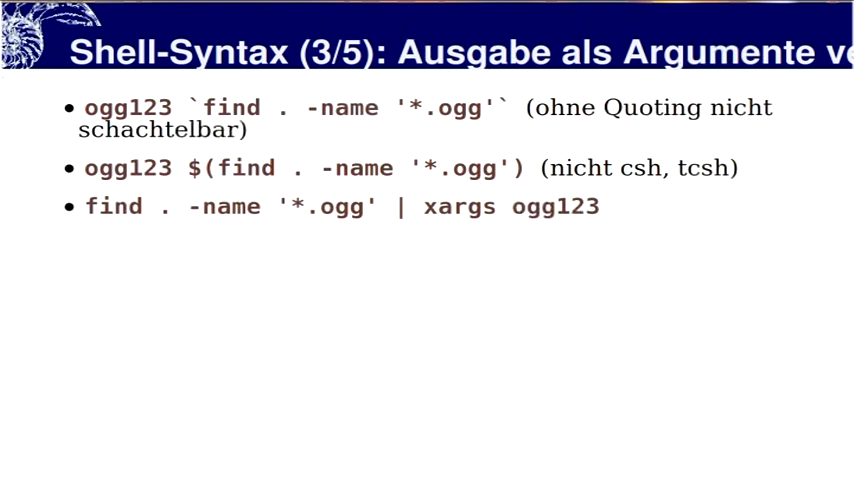 Shell-Syntax (3/5): Ausgabe als Argumente
• ogg123 `find . -name '*.ogg'` (ohne Quoting nicht
schachtelbar)
• ogg123 $(find . -name '*.ogg') (nicht csh, tcsh)
• find . -name '*.ogg' | xargs ogg123